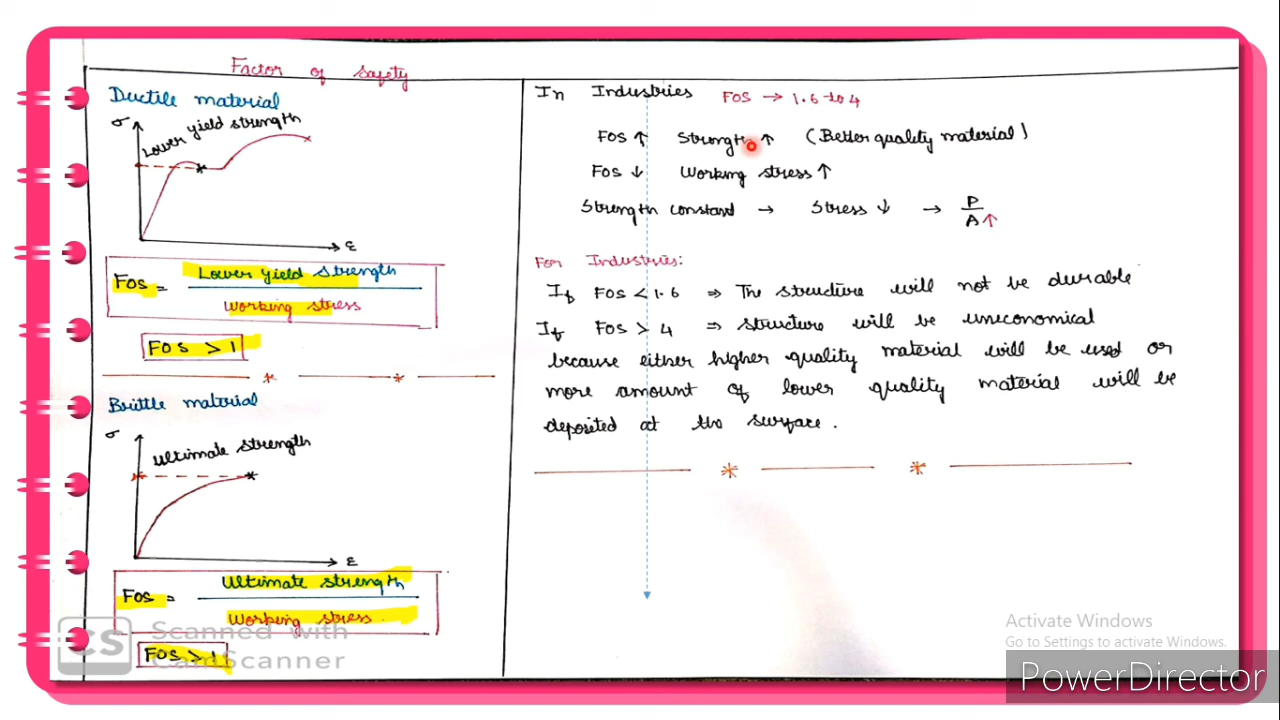 Factor of safety
Ductile material
σ
Lower yield strength
ε
FOS = Lower yield strength
working stress
FOS > 1
Brittle material
σ
Ultimate strength
ε
FOS = Ultimate strength
working stress
FOS > 1
In Industries FOS → 1.6 to 4
FOS ↑ Strength ↑ (Better quality material)
FOS ↓ Working stress ↑
Strength constant → Stress ↓ → P
A ↑
For Industries:
If FOS < 1.6 ⇒ The structure will not be durable
If FOS > 4 ⇒ structure will be uneconomical
because either higher quality material will be used or
more amount of lower quality material will be
deposited at the surface.
CS Scanned with
CamScanner
Activate Windows
Go to Settings to activate Windows.
PowerDirector